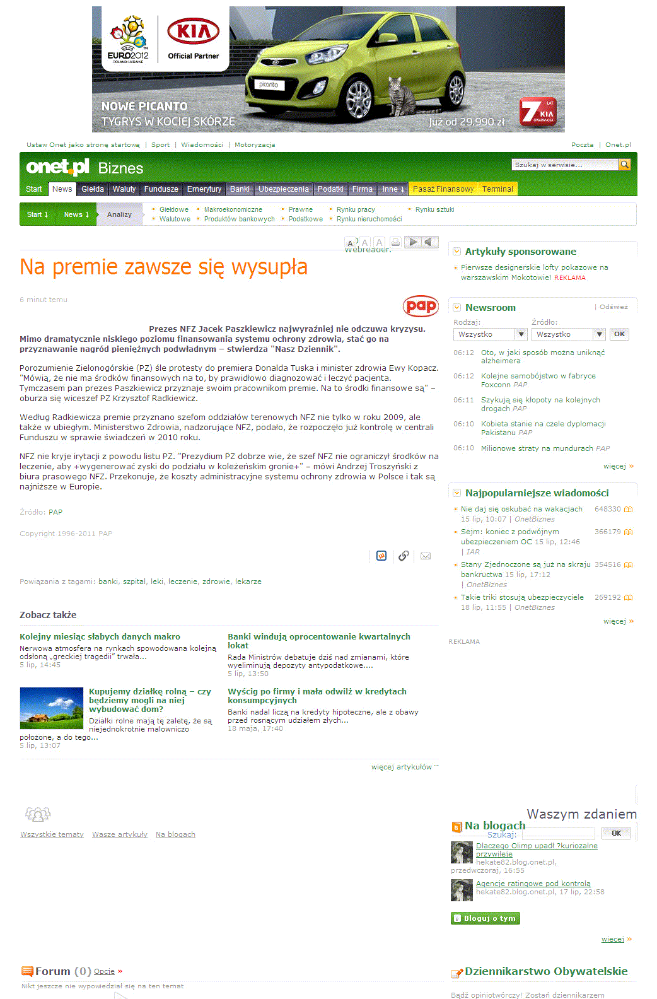 UEFA
EURO2012
POLAND-UKRAINE
KIA
Official Partner
picanto
NOWE PICANTO
TYGRYS W KOCIEJ SKÓRZE
Już od 29.990 zł
7 LAT
KIA
GWARANCJA
Ustaw Onet jako stronę startową | Sport | Wiadomości | Motoryzacja
Poczta | Onet.pl
onet.pl Biznes
Szukaj w serwisie...
Start News Giełda Waluty Fundusze Emerytury Banki Ubezpieczenia Podatki Firma Inne Pasaż Finansowy Terminal
Start News Analizy
Giełdowe Makroekonomiczne Prawne Rynku pracy Rynku sztuki
Walutowe Produktów bankowych Podatkowe Rynku nieruchomości
A A A
Webreader.
Na premie zawsze się wysupła
6 minut temu
pap
Prezes NFZ Jacek Paszkiewicz najwyraźniej nie odczuwa kryzysu.
Mimo dramatycznie niskiego poziomu finansowania systemu ochrony zdrowia, stać go na
przyznawanie nagród pieniężnych podwładnym – stwierdza "Nasz Dziennik".
Porozumienie Zielonogórskie (PZ) śle protesty do premiera Donalda Tuska i minister zdrowia Ewy Kopacz.
"Mówią, że nie ma środków finansowych na to, by prawidłowo diagnozować i leczyć pacjenta.
Tymczasem pan prezes Paszkiewicz przyznaje swoim pracownikom premie. Na to środki finansowe są" –
oburza się wiceszef PZ Krzysztof Radkiewicz.
Według Radkiewicza premie przyznano szefom oddziałów terenowych NFZ nie tylko w roku 2009, ale
także w ubiegłym. Ministerstwo Zdrowia, nadzorujące NFZ, podało, że rozpoczęło już kontrolę w centrali
Funduszu w sprawie świadczeń w 2010 roku.
NFZ nie kryje irytacji z powodu listu PZ. "Prezydium PZ dobrze wie, że szef NFZ nie ograniczył środków na
leczenie, aby +wygenerować zyski do podziału w koleżeńskim gronie+" – mówi Andrzej Troszyński z
biura prasowego NFZ. Przekonuje, że koszty administracyjne systemu ochrony zdrowia w Polsce i tak są
najniższe w Europie.
Źródło: PAP
Copyright 1996-2011 PAP
Powiązania z tagami: banki, szpital, leki, leczenie, zdrowie, lekarze
Zobacz także
Kolejny miesiąc słabych danych makro
Nerwowa atmosfera na rynkach spowodowana kolejną
odsłoną „greckiej tragedii” trwała...
5 lip, 14:45
Banki windują oprocentowanie kwartalnych
lokat
Rada Ministrów debatuje dziś nad zmianami, które
wyeliminują depozyty antypodatkowe....
5 lip, 13:50
Kupujemy działkę rolną – czy
będziemy mogli na niej
wybudować dom?
Działki rolne mają tę zaletę, że są
niejednokrotnie malowniczo
położone, a do tego...
5 lip, 13:07
Wyścig po firmy i mała odwilż w kredytach
konsumpcyjnych
Banki nadal liczą na kredyty hipoteczne, ale z obawy
przed rosnącym udziałem złych...
18 maja, 17:40
więcej artykułów
Artykuły sponsorowane
Pierwsze designerskie lofty pokazowe na
warszawskim Mokotowie! REKLAMA
Newsroom
| Odśwież
Rodzaj: Źródło:
Wszystko Wszystko OK
06:12 Oto, w jaki sposób można uniknąć
alzheimera
06:12 Kolejne samobójstwo w fabryce
Foxconn PAP
06:11 Szykują się kłopoty na kolejnych
drogach PAP
06:10 Kobieta stanie na czele dyplomacji
Pakistanu PAP
06:10 Milionowe straty na mundurach PAP
więcej »
Najpopularniejsze wiadomości
Nie daj się oskubać na wakacjach 648330
15 lip, 10:07 | OnetBiznes
Sejm: koniec z podwójnym 366179
ubezpieczeniem OC 15 lip, 12:46
| IAR
Stany Zjednoczone są już na skraju 354516
bankructwa 15 lip, 17:12
| OnetBiznes
Takie triki stosują ubezpieczyciele 269192
18 lip, 11:55 | OnetBiznes
więcej »
REKLAMA
Waszym zdaniem
Wszystkie tematy Wasze artykuły Na blogach
Szukaj: OK
Na blogach
Dlaczego Olimp upadł ?kuriozalne
przywileje
hekate82.blog.onet.pl,
przedwczoraj, 16:55
Agencje ratingowe pod kontrolą
hekate82.blog.onet.pl, 17 lip, 22:58
Bloguj o tym
więcej »
Forum (0) Opcje »
Nikt jeszcze nie wypowiedział się na ten temat
Dziennikarstwo Obywatelskie
Bądź opiniotwórczy! Zostań dziennikarzem